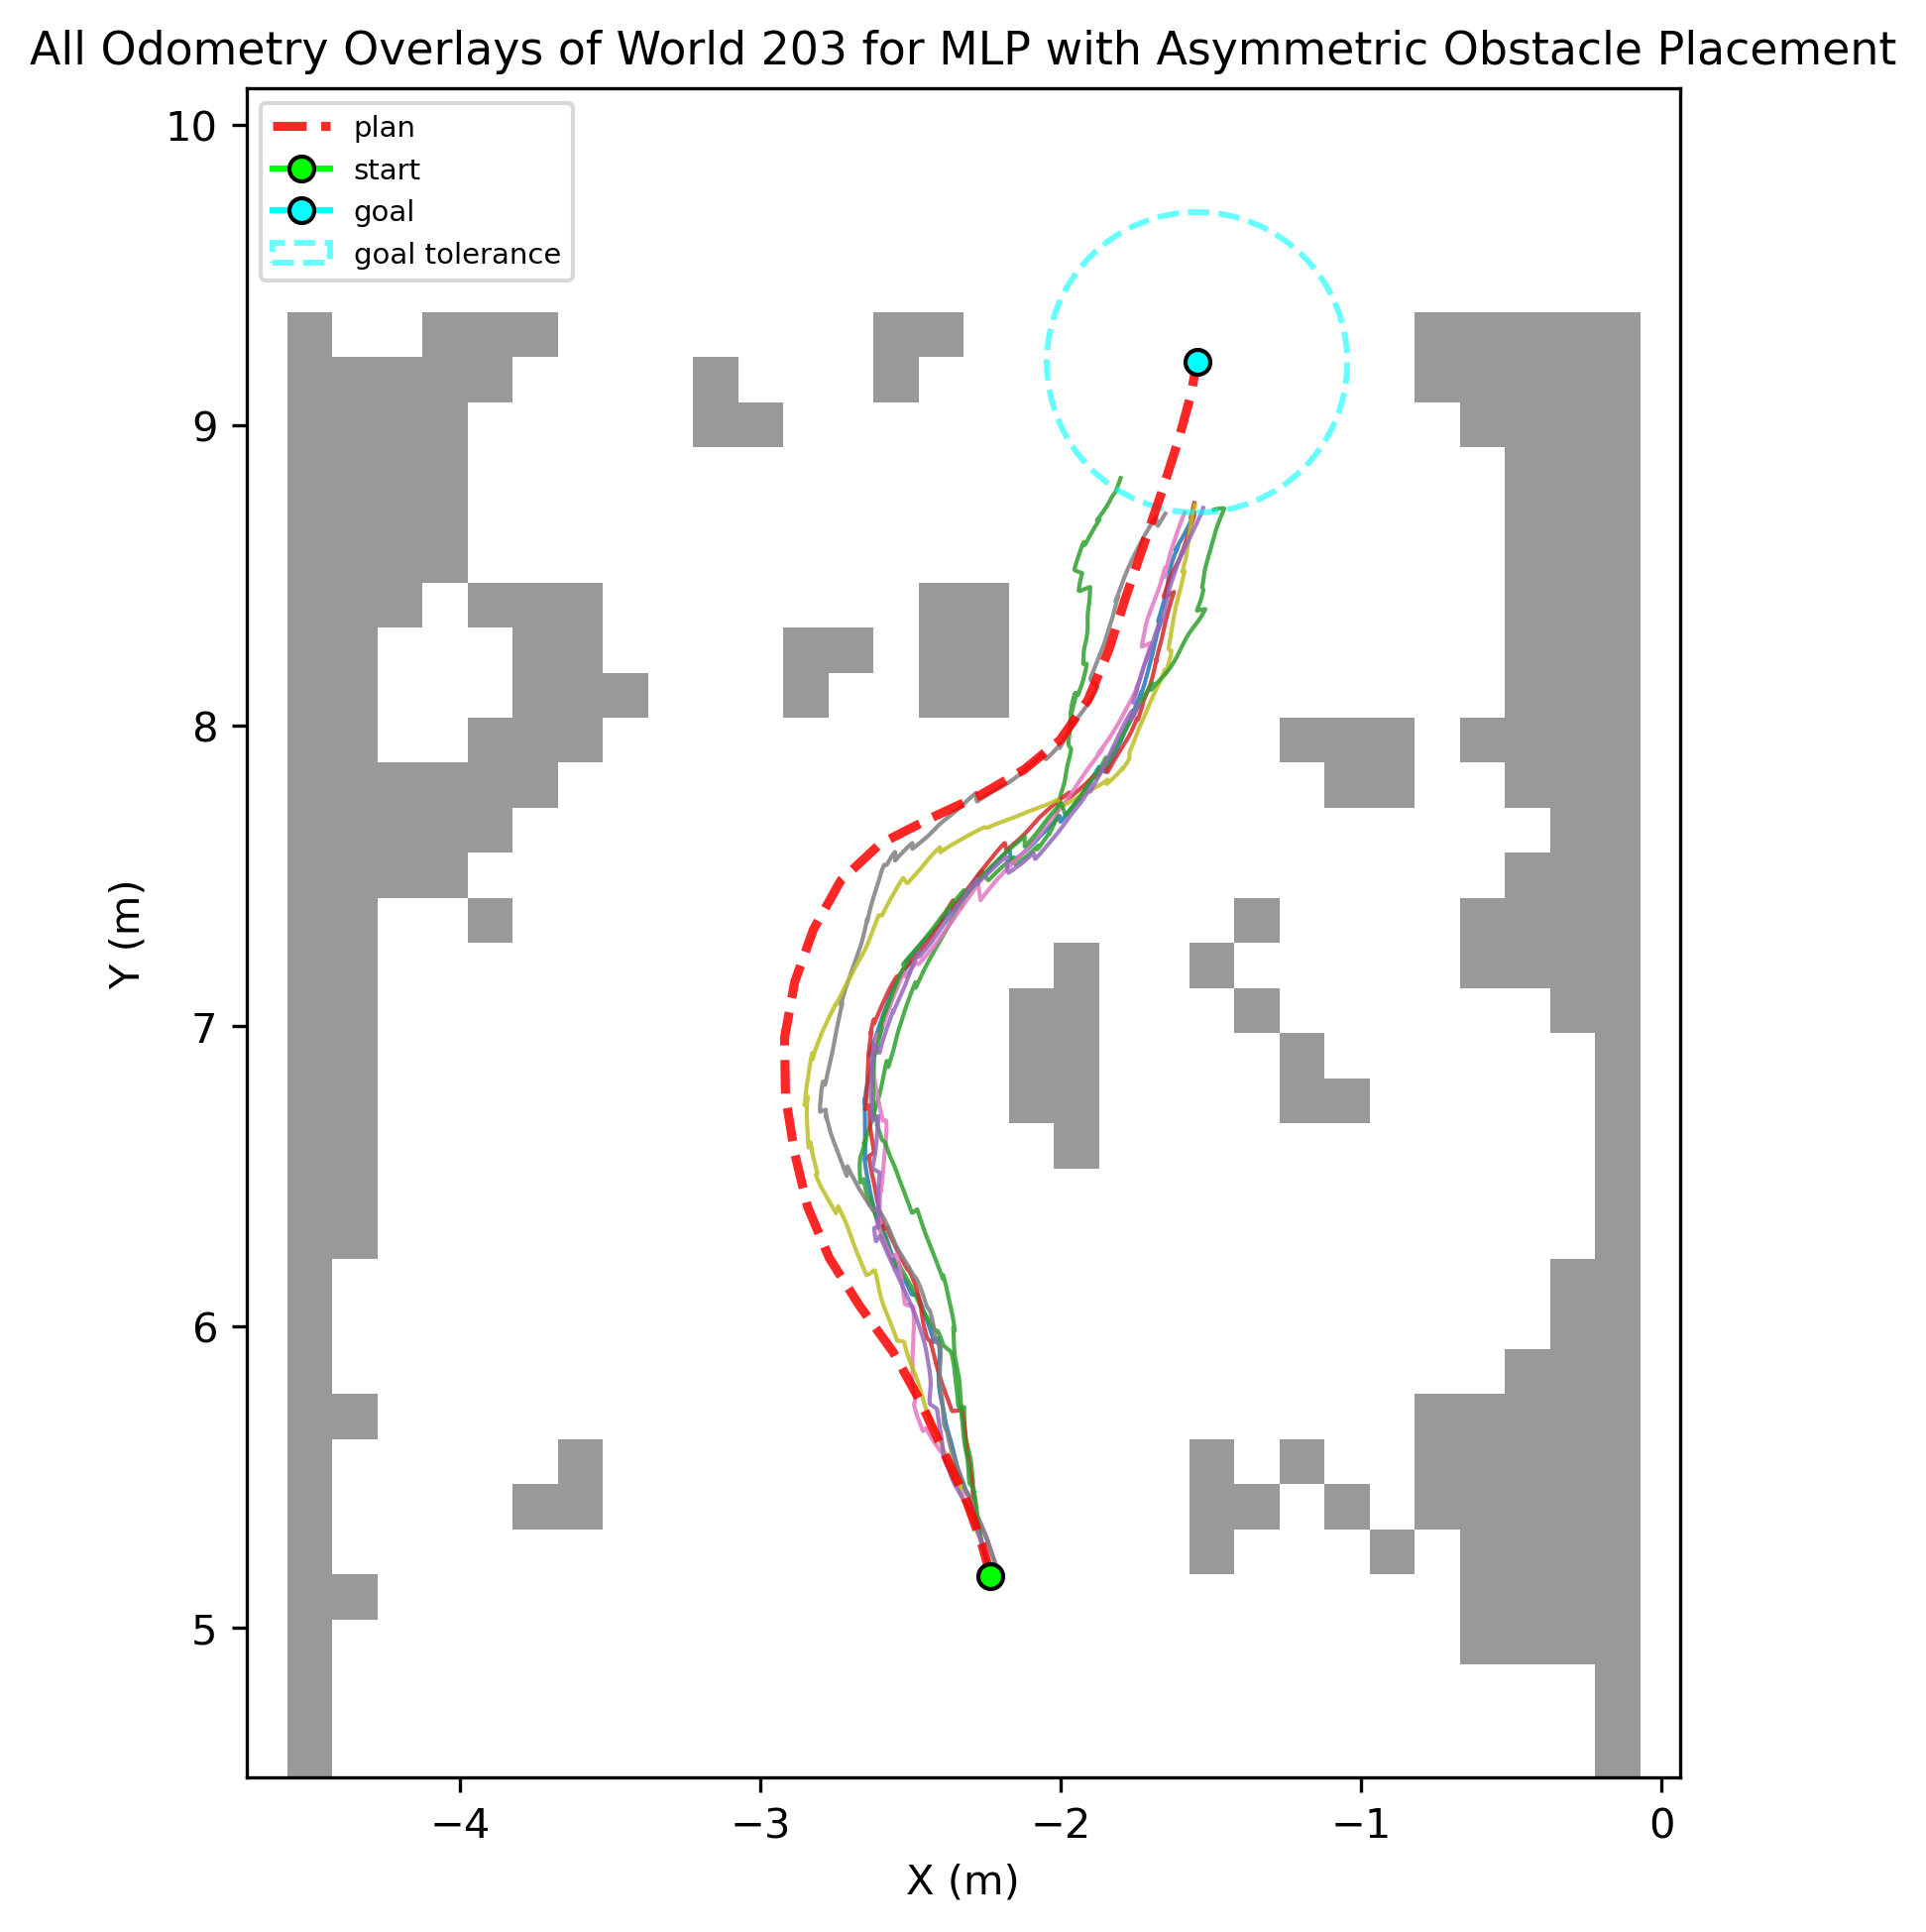 All Odometry Overlays of World 203 for MLP with Asymmetric Obstacle Placement
plan
start
goal
goal tolerance
10
9
8
7
6
5
Y (m)
−4
−3
−2
−1
0
X (m)